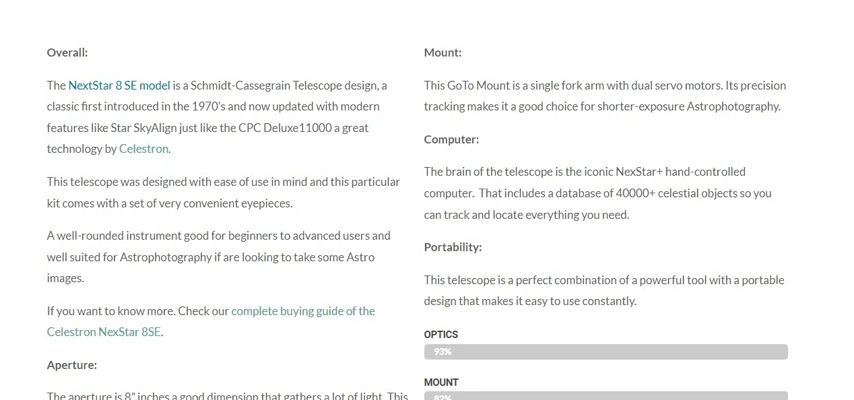 Overall:
The NextStar 8 SE model is a Schmidt-Cassegrain Telescope design, a
classic first introduced in the 1970's and now updated with modern
features like Star SkyAlign just like the CPC Deluxe11000 a great
technology by Celestron.
This telescope was designed with ease of use in mind and this particular
kit comes with a set of very convenient eyepieces.
A well-rounded instrument good for beginners to advanced users and
well suited for Astrophotography if are looking to take some Astro
images.
If you want to know more. Check our complete buying guide of the
Celestron NexStar 8SE.
Aperture:
The aperture is 8" inches a good dimension that gathers a lot of light. This
Mount:
This GoTo Mount is a single fork arm with dual servo motors. Its precision
tracking makes it a good choice for shorter-exposure Astrophotography.
Computer:
The brain of the telescope is the iconic NexStar+ hand-controlled
computer.  That includes a database of 40000+ celestial objects so you
can track and locate everything you need.
Portability:
This telescope is a perfect combination of a powerful tool with a portable
design that makes it easy to use constantly.
OPTICS
93%
MOUNT